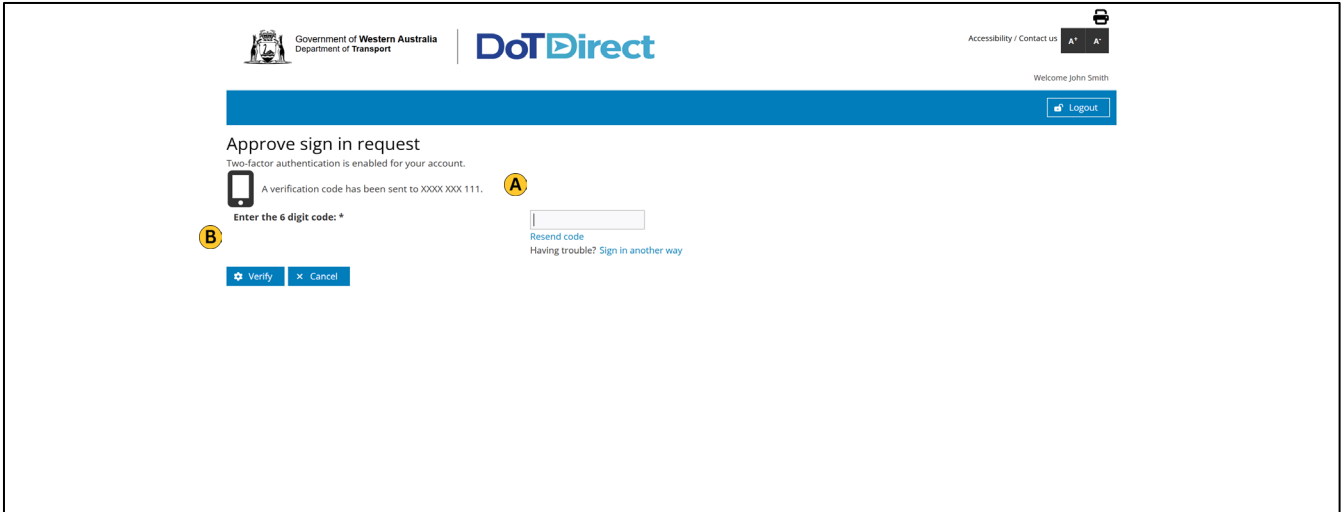 Government of Western Australia
Department of Transport
DoTDirect
Accessibility / Contact us
A+ A-
Welcome John Smith
Logout
Approve sign in request
Two-factor authentication is enabled for your account.
A verification code has been sent to XXXX XXX 111.
A
Enter the 6 digit code: *
B
Resend code
Having trouble? Sign in another way
Verify
Cancel